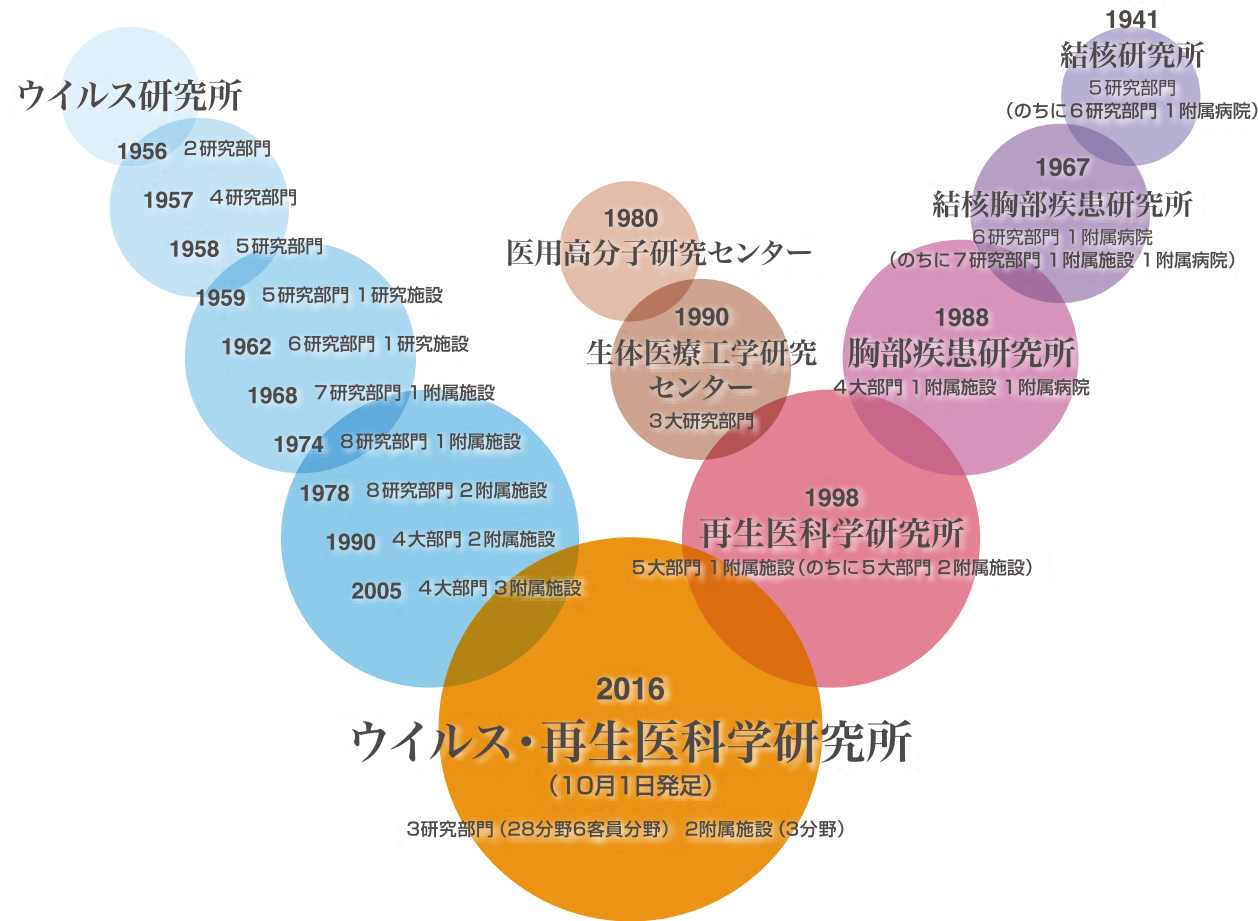 ウイルス研究所
1956 2研究部門
1957 4研究部門
1958 5研究部門
1959 5研究部門 1研究施設
1962 6研究部門 1研究施設
1968 7研究部門 1附属施設
1974 8研究部門 1附属施設
1978 8研究部門 2附属施設
1990 4大部門 2附属施設
2005 4大部門 3附属施設
1980
医用高分子研究センター
1990
生体医療工学研究
センター
3大研究部門
1941
結核研究所
5研究部門
（のちに6研究部門 1附属病院）
1967
結核胸部疾患研究所
6研究部門 1附属病院
（のちに7研究部門 1附属施設 1附属病院）
1988
胸部疾患研究所
4大部門 1附属施設 1附属病院
1998
再生医科学研究所
5大部門 1附属施設（のちに5大部門 2附属施設）
2016
ウイルス・再生医科学研究所
（10月1日発足）
3研究部門（28分野6客員分野） 2附属施設（3分野）